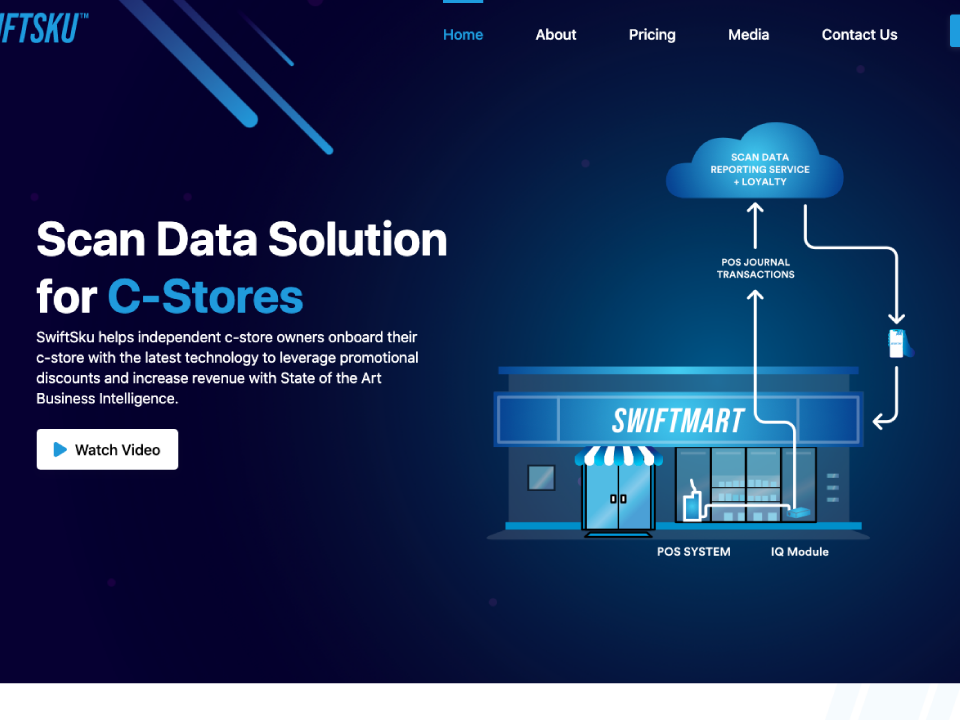 IFTSKU™
Home
About
Pricing
Media
Contact Us
Scan Data Solution
for C-Stores
SwiftSku helps independent c-store owners onboard their
c-store with the latest technology to leverage promotional
discounts and increase revenue with State of the Art
Business Intelligence.
Watch Video
SCAN DATA
REPORTING SERVICE
+ LOYALTY
POS JOURNAL
TRANSACTIONS
SWIFTMART
POS SYSTEM
IQ Module